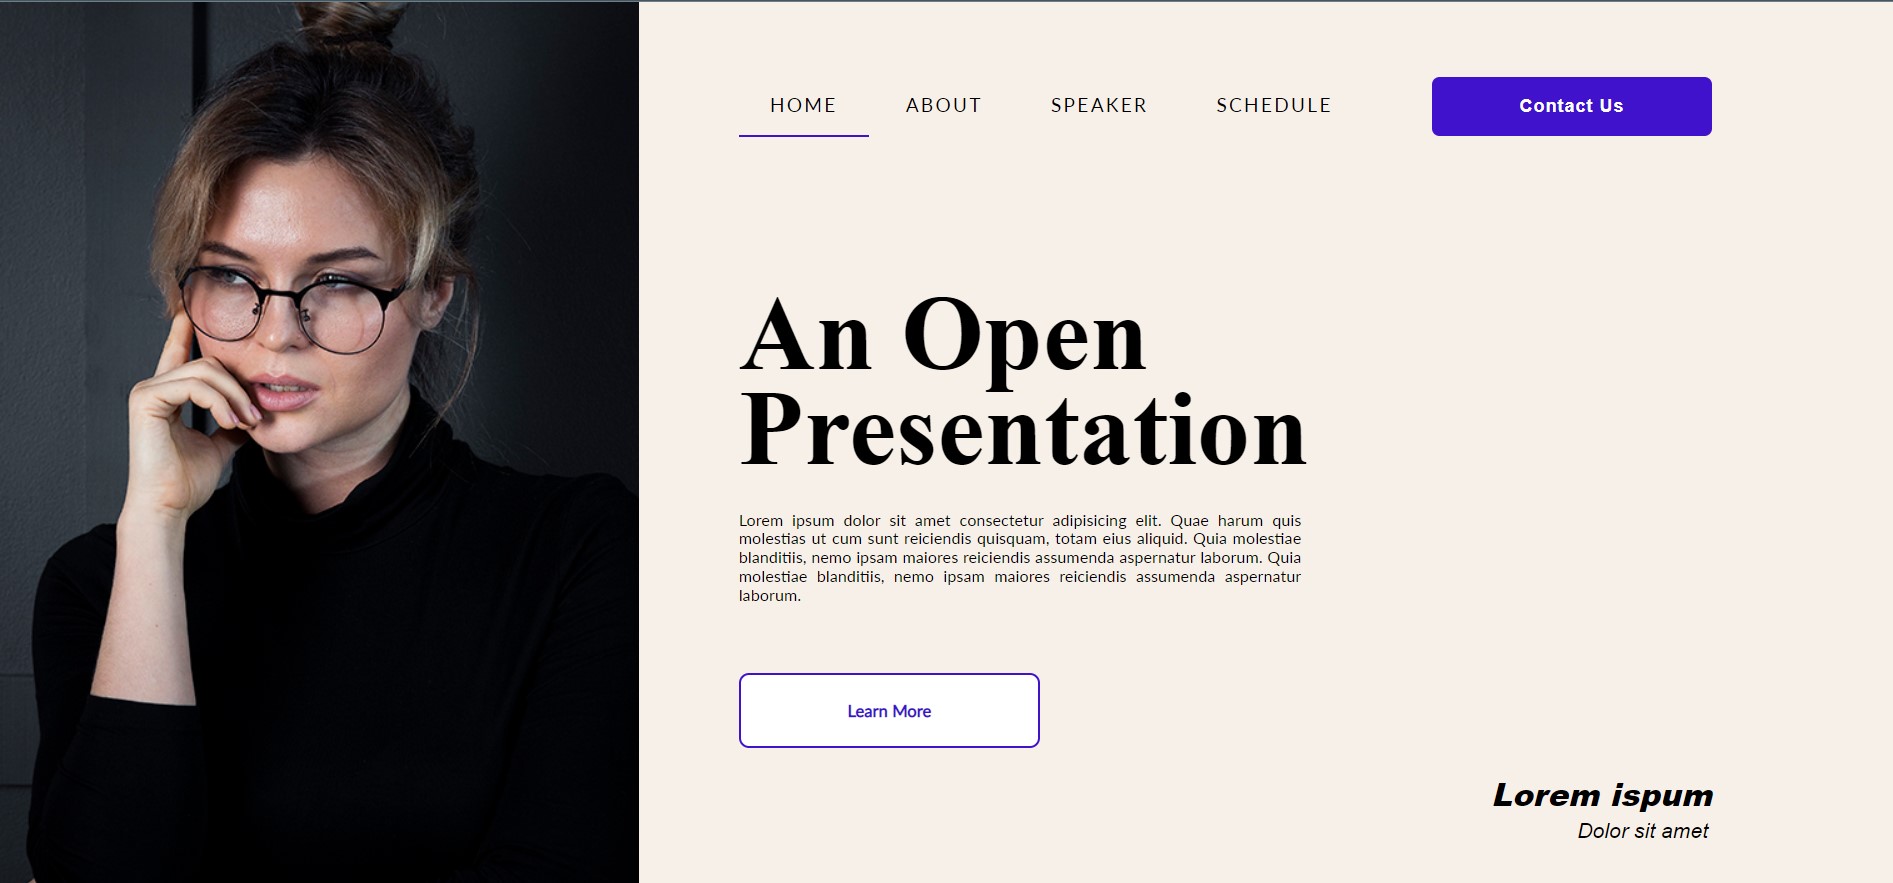 HOME ABOUT SPEAKER SCHEDULE Contact Us
An Open
Presentation
Lorem ipsum dolor sit amet consectetur adipisicing elit. Quae harum quis
molestias ut cum sunt reiciendis quisquam, totam eius aliquid. Quia molestiae
blanditiis, nemo ipsam maiores reiciendis assumenda aspernatur laborum. Quia
molestiae blanditiis, nemo ipsam maiores reiciendis assumenda aspernatur
laborum.
Learn More
Lorem ispum
Dolor sit amet